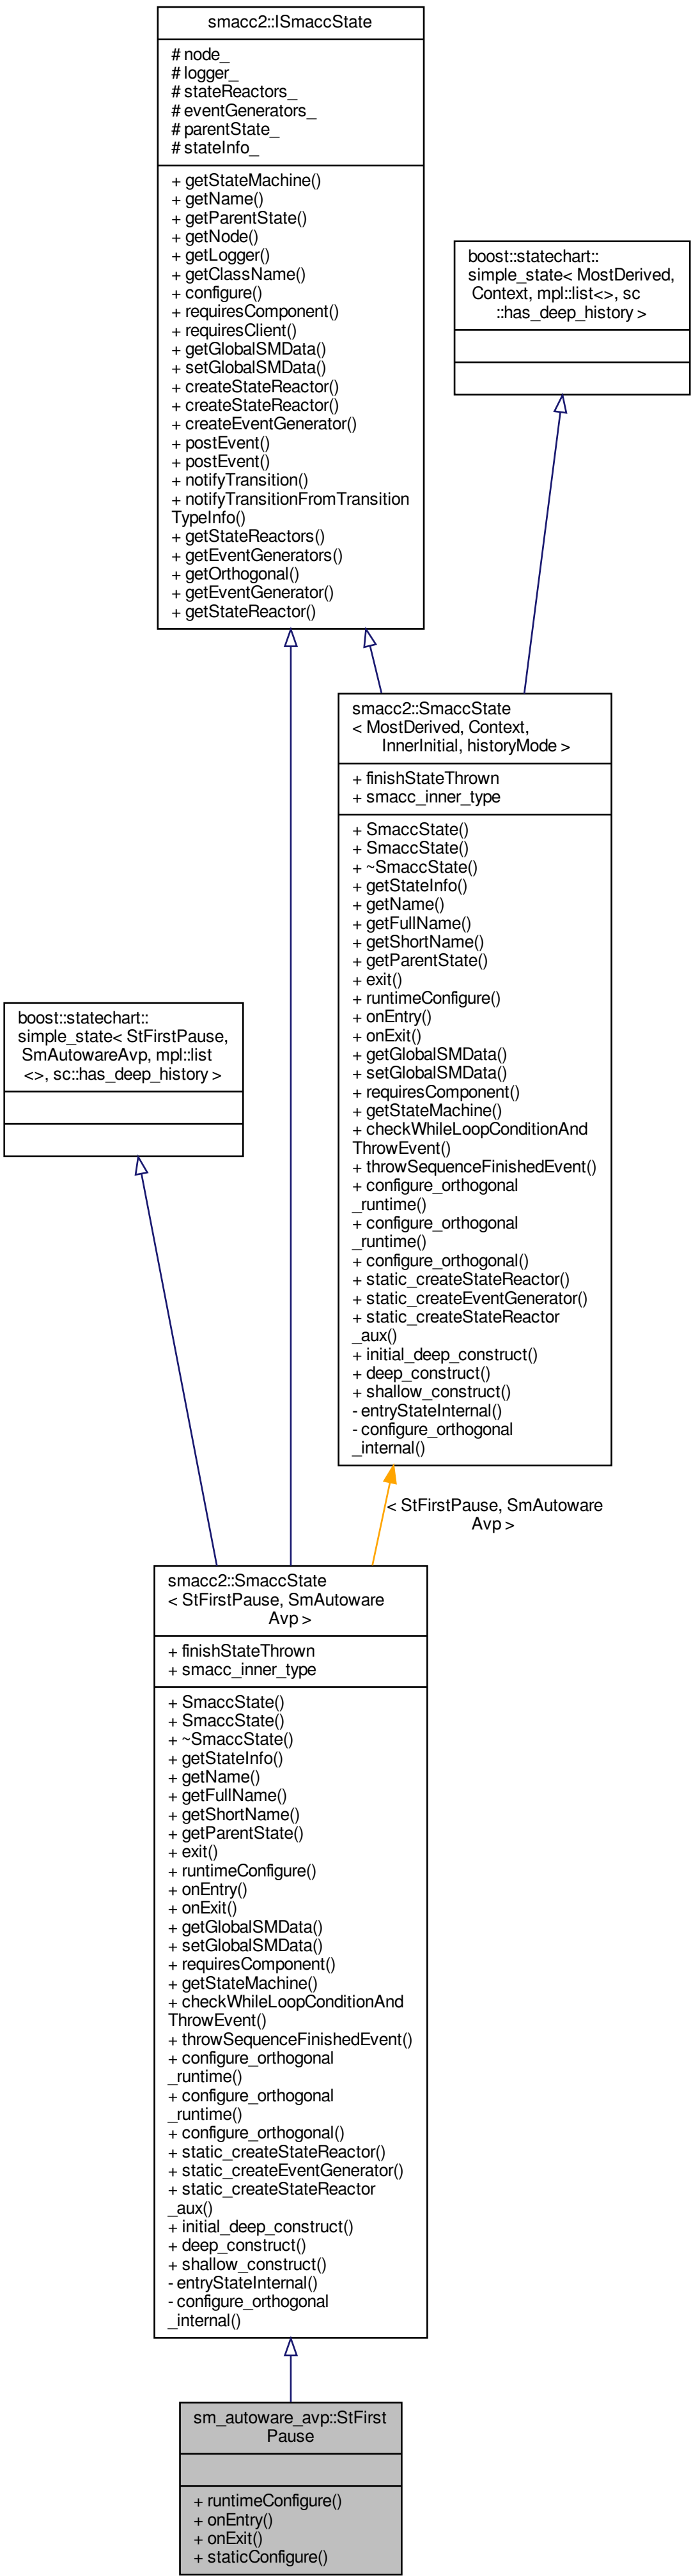 smacc2::ISmaccState
# node_
# logger_
# stateReactors_
# eventGenerators_
# parentState_
# stateInfo_
+ getStateMachine()
+ getName()
+ getParentState()
+ getNode()
+ getLogger()
+ getClassName()
+ configure()
+ requiresComponent()
+ requiresClient()
+ getGlobalSMData()
+ setGlobalSMData()
+ createStateReactor()
+ createStateReactor()
+ createEventGenerator()
+ postEvent()
+ postEvent()
+ notifyTransition()
+ notifyTransitionFromTransition
TypeInfo()
+ getStateReactors()
+ getEventGenerators()
+ getOrthogonal()
+ getEventGenerator()
+ getStateReactor()
boost::statechart::
simple_state< MostDerived,
Context, mpl::list<>, sc
::has_deep_history >
smacc2::SmaccState
< MostDerived, Context,
InnerInitial, historyMode >
+ finishStateThrown
+ smacc_inner_type
+ SmaccState()
+ SmaccState()
+ ~SmaccState()
+ getStateInfo()
+ getName()
+ getFullName()
+ getShortName()
+ getParentState()
+ exit()
+ runtimeConfigure()
+ onEntry()
+ onExit()
+ getGlobalSMData()
+ setGlobalSMData()
+ requiresComponent()
+ getStateMachine()
+ checkWhileLoopConditionAnd
ThrowEvent()
+ throwSequenceFinishedEvent()
+ configure_orthogonal
_runtime()
+ configure_orthogonal
_runtime()
+ configure_orthogonal()
+ static_createStateReactor()
+ static_createEventGenerator()
+ static_createStateReactor
_aux()
+ initial_deep_construct()
+ deep_construct()
+ shallow_construct()
- entryStateInternal()
- configure_orthogonal
_internal()
boost::statechart::
simple_state< StFirstPause,
SmAutowareAvp, mpl::list
<>, sc::has_deep_history >
< StFirstPause, SmAutoware
Avp >
smacc2::SmaccState
< StFirstPause, SmAutoware
Avp >
+ finishStateThrown
+ smacc_inner_type
+ SmaccState()
+ SmaccState()
+ ~SmaccState()
+ getStateInfo()
+ getName()
+ getFullName()
+ getShortName()
+ getParentState()
+ exit()
+ runtimeConfigure()
+ onEntry()
+ onExit()
+ getGlobalSMData()
+ setGlobalSMData()
+ requiresComponent()
+ getStateMachine()
+ checkWhileLoopConditionAnd
ThrowEvent()
+ throwSequenceFinishedEvent()
+ configure_orthogonal
_runtime()
+ configure_orthogonal
_runtime()
+ configure_orthogonal()
+ static_createStateReactor()
+ static_createEventGenerator()
+ static_createStateReactor
_aux()
+ initial_deep_construct()
+ deep_construct()
+ shallow_construct()
- entryStateInternal()
- configure_orthogonal
_internal()
sm_autoware_avp::StFirst
Pause
+ runtimeConfigure()
+ onEntry()
+ onExit()
+ staticConfigure()